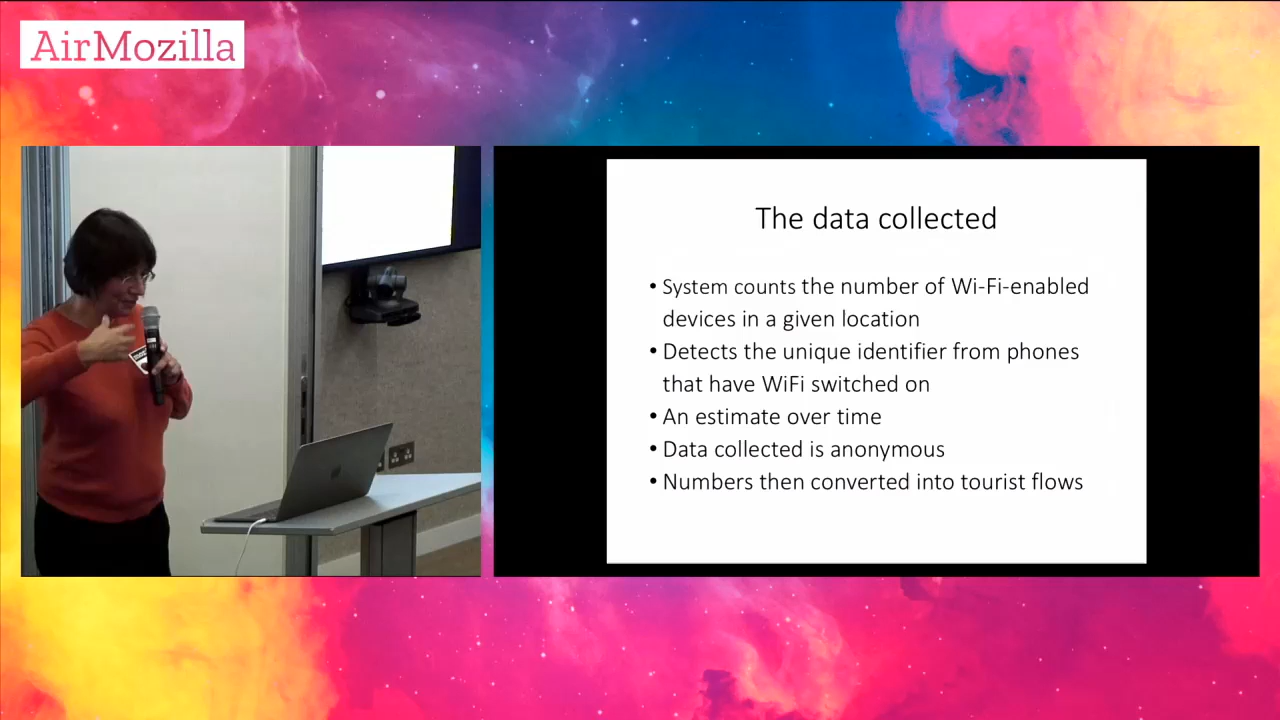 AirMozilla
The data collected
• System counts the number of Wi-Fi-enabled
devices in a given location
• Detects the unique identifier from phones
that have WiFi switched on
• An estimate over time
• Data collected is anonymous
• Numbers then converted into tourist flows